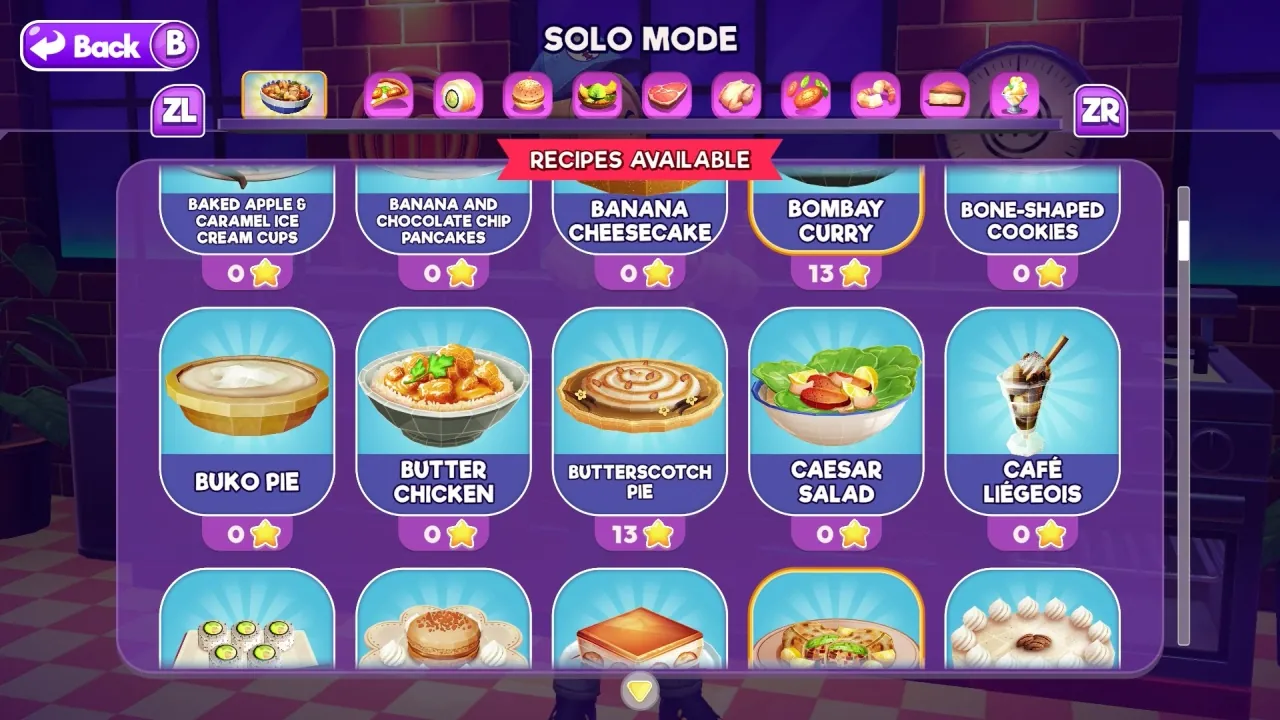 Back B
SOLO MODE
ZL
ZR
RECIPES AVAILABLE
BAKED APPLE &
CARAMEL ICE
CREAM CUPS
BANANA AND
CHOCOLATE CHIP
PANCAKES
BANANA
CHEESECAKE
BOMBAY
CURRY
BONE-SHAPED
COOKIES
0
0
0
13
0
BUKO PIE
BUTTER
CHICKEN
BUTTERSCOTCH
PIE
CAESAR
SALAD
CAFÉ
LIÉGEOIS
0
0
13
0
0